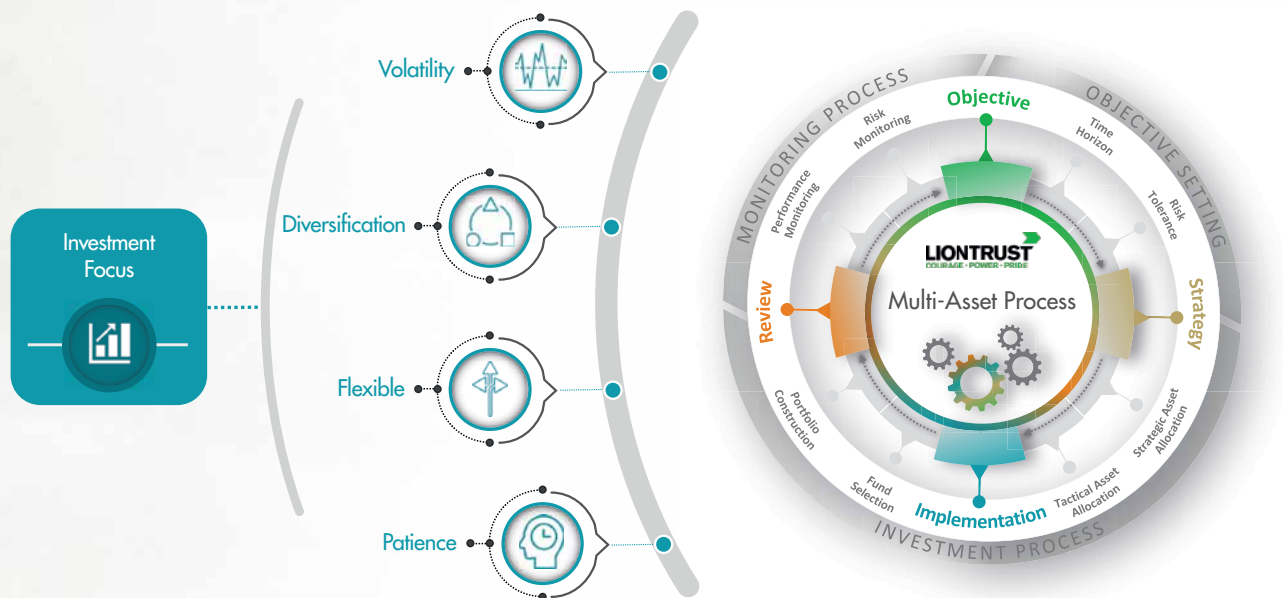 Investment
Focus
Volatility
Diversification
Flexible
Patience
MONITORING PROCESS
OBJECTIVE SETTING
INVESTMENT PROCESS
Objective
Time
Horizon
Risk
Tolerance
Strategy
Strategic Asset
Allocation
Tactical Asset
Allocation
Implementation
Fund
Selection
Portfolio
Construction
Review
Performance
Monitoring
Risk
Monitoring
LIONTRUST
COURAGE · POWER · PRIDE
Multi-Asset Process